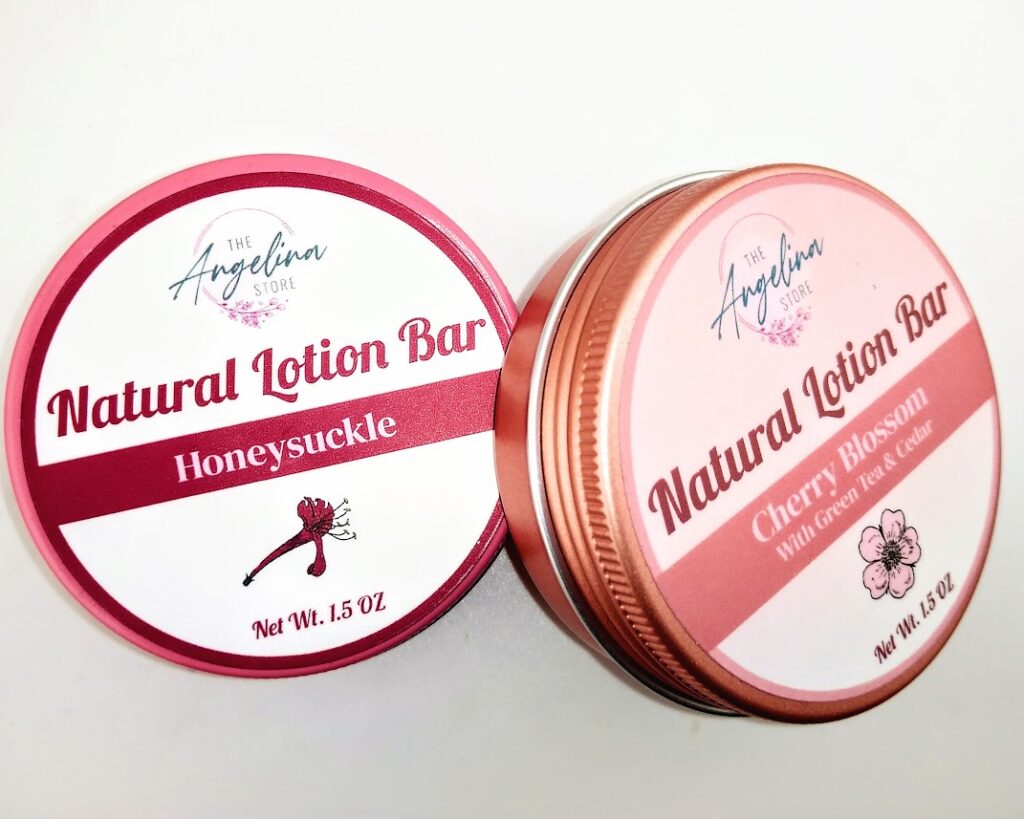 THE
Angelina
STORE
Natural Lotion Bar
Honeysuckle
Net Wt. 1.5 OZ
THE
Angelina
STORE
Natural Lotion Bar
Cherry Blossom
With Green Tea & Cedar
Net Wt. 1.5 OZ